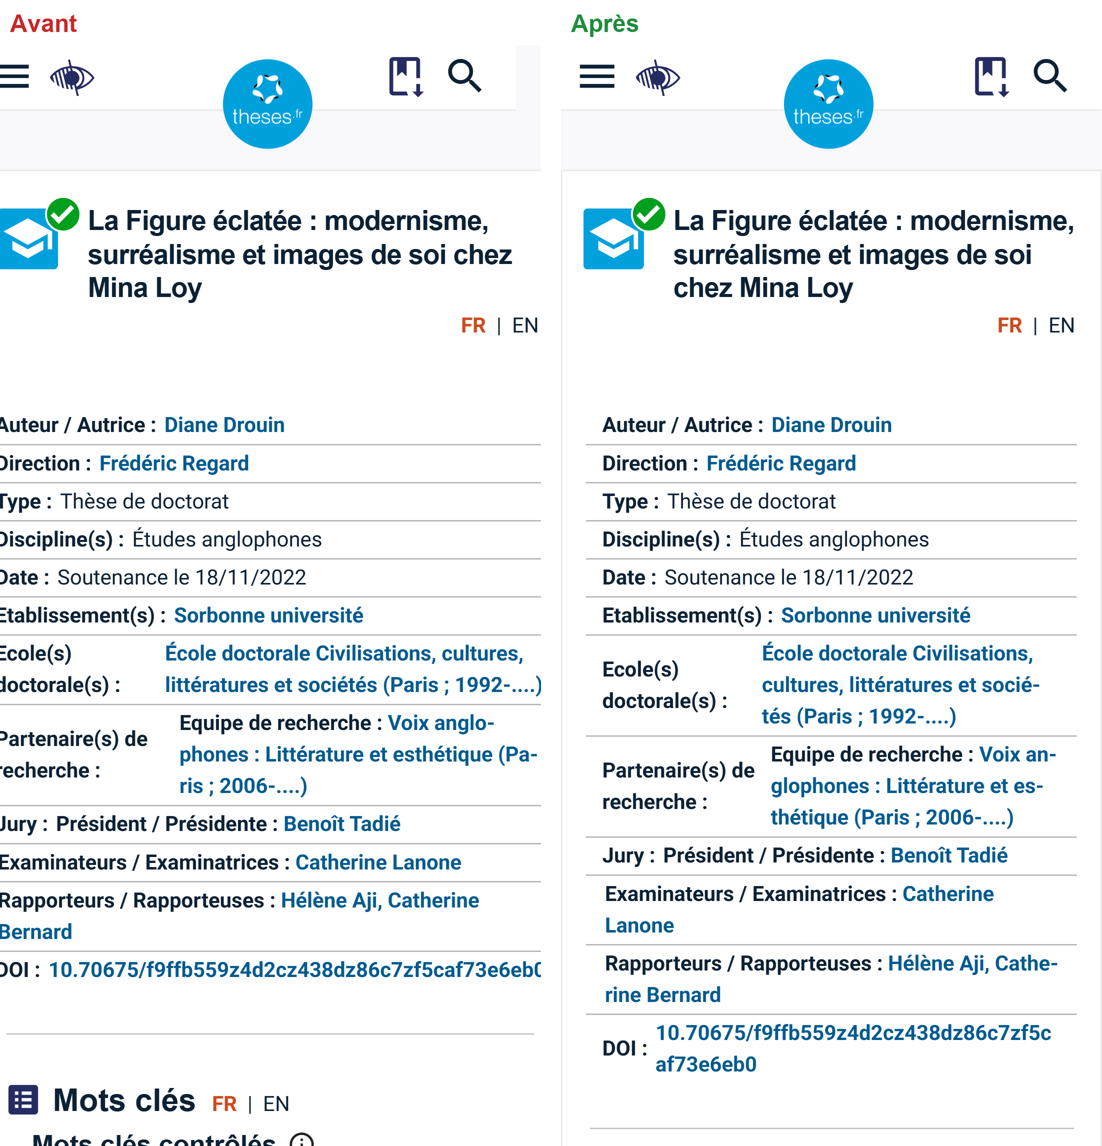 Avant
theses.fr
La Figure éclatée : modernisme,
surréalisme et images de soi chez
Mina Loy
FR | EN
Auteur / Autrice : Diane Drouin
Direction : Frédéric Regard
Type : Thèse de doctorat
Discipline(s) : Études anglophones
Date : Soutenance le 18/11/2022
Etablissement(s) : Sorbonne université
Ecole(s)
doctorale(s) :
École doctorale Civilisations, cultures,
littératures et sociétés (Paris ; 1992-....)
Partenaire(s) de
recherche :
Equipe de recherche : Voix anglo-
phones : Littérature et esthétique (Pa-
ris ; 2006-....)
Jury : Président / Présidente : Benoît Tadié
Examinateurs / Examinatrices : Catherine Lanone
Rapporteurs / Rapporteuses : Hélène Aji, Catherine
Bernard
DOI : 10.70675/f9ffb559z4d2cz438dz86c7zf5caf73e6eb0
Mots clés FR | EN
Mots clés contrôlés
Après
theses.fr
La Figure éclatée : modernisme,
surréalisme et images de soi
chez Mina Loy
FR | EN
Auteur / Autrice : Diane Drouin
Direction : Frédéric Regard
Type : Thèse de doctorat
Discipline(s) : Études anglophones
Date : Soutenance le 18/11/2022
Etablissement(s) : Sorbonne université
Ecole(s)
doctorale(s) :
École doctorale Civilisations,
cultures, littératures et socié-
tés (Paris ; 1992-....)
Partenaire(s) de
recherche :
Equipe de recherche : Voix an-
glophones : Littérature et es-
thétique (Paris ; 2006-....)
Jury : Président / Présidente : Benoît Tadié
Examinateurs / Examinatrices : Catherine
Lanone
Rapporteurs / Rapporteuses : Hélène Aji, Cathe-
rine Bernard
DOI :
10.70675/f9ffb559z4d2cz438dz86c7zf5c
af73e6eb0